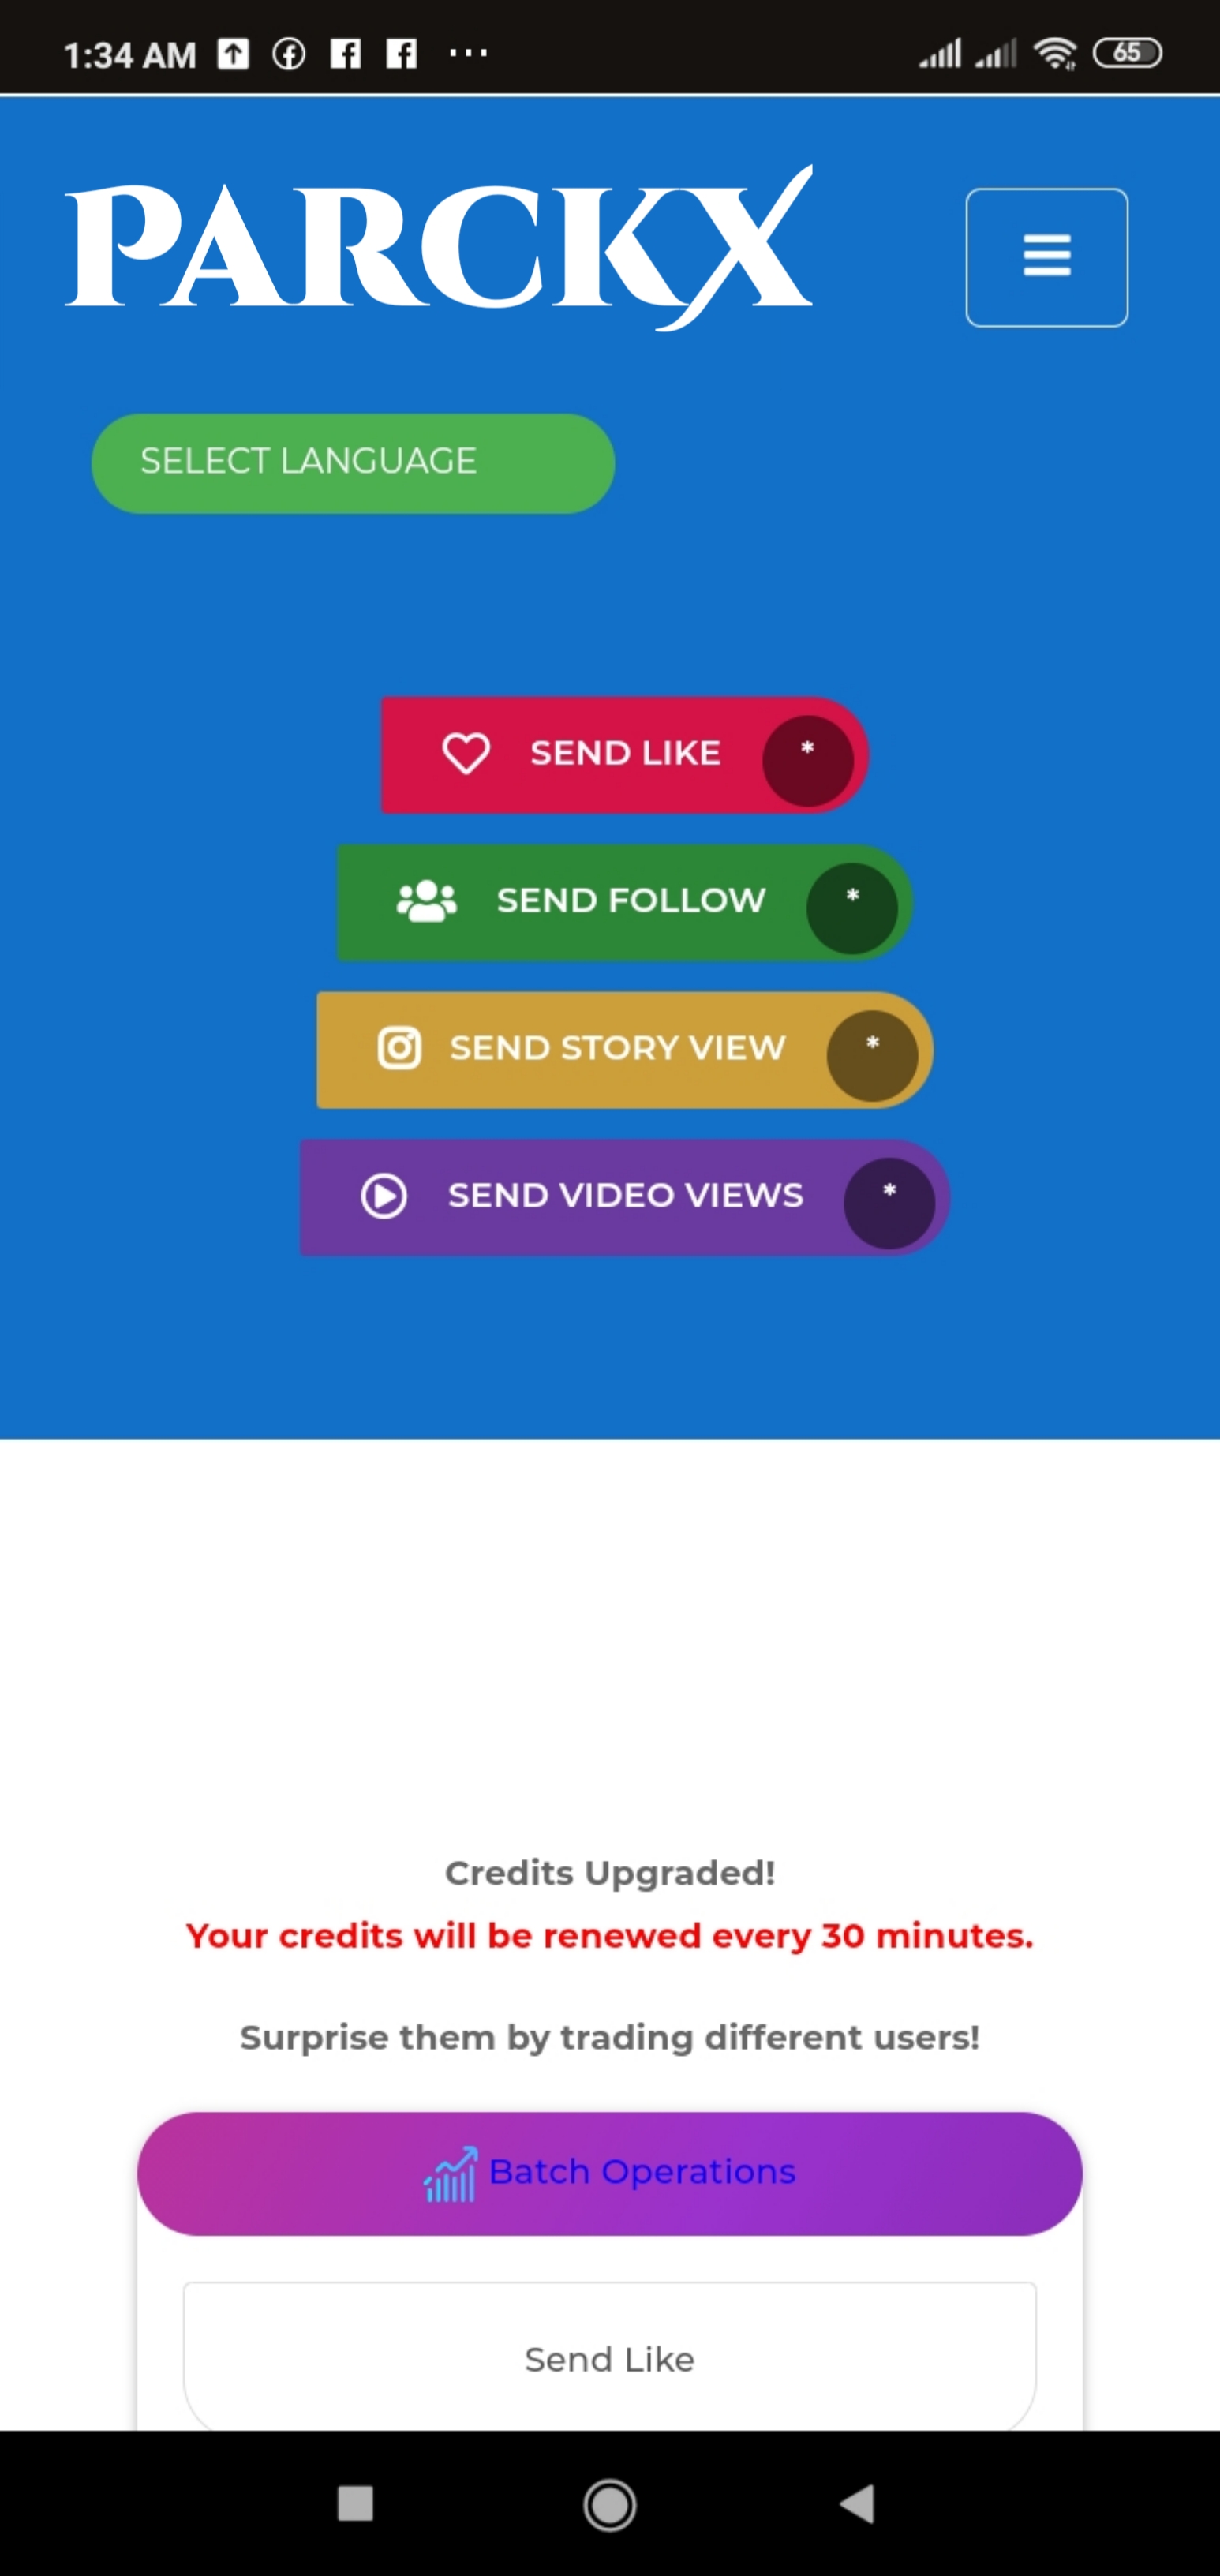 1:34 AM
65
PARCKX
SELECT LANGUAGE
SEND LIKE *
SEND FOLLOW *
SEND STORY VIEW *
SEND VIDEO VIEWS *
Credits Upgraded!
Your credits will be renewed every 30 minutes.
Surprise them by trading different users!
Batch Operations
Send Like